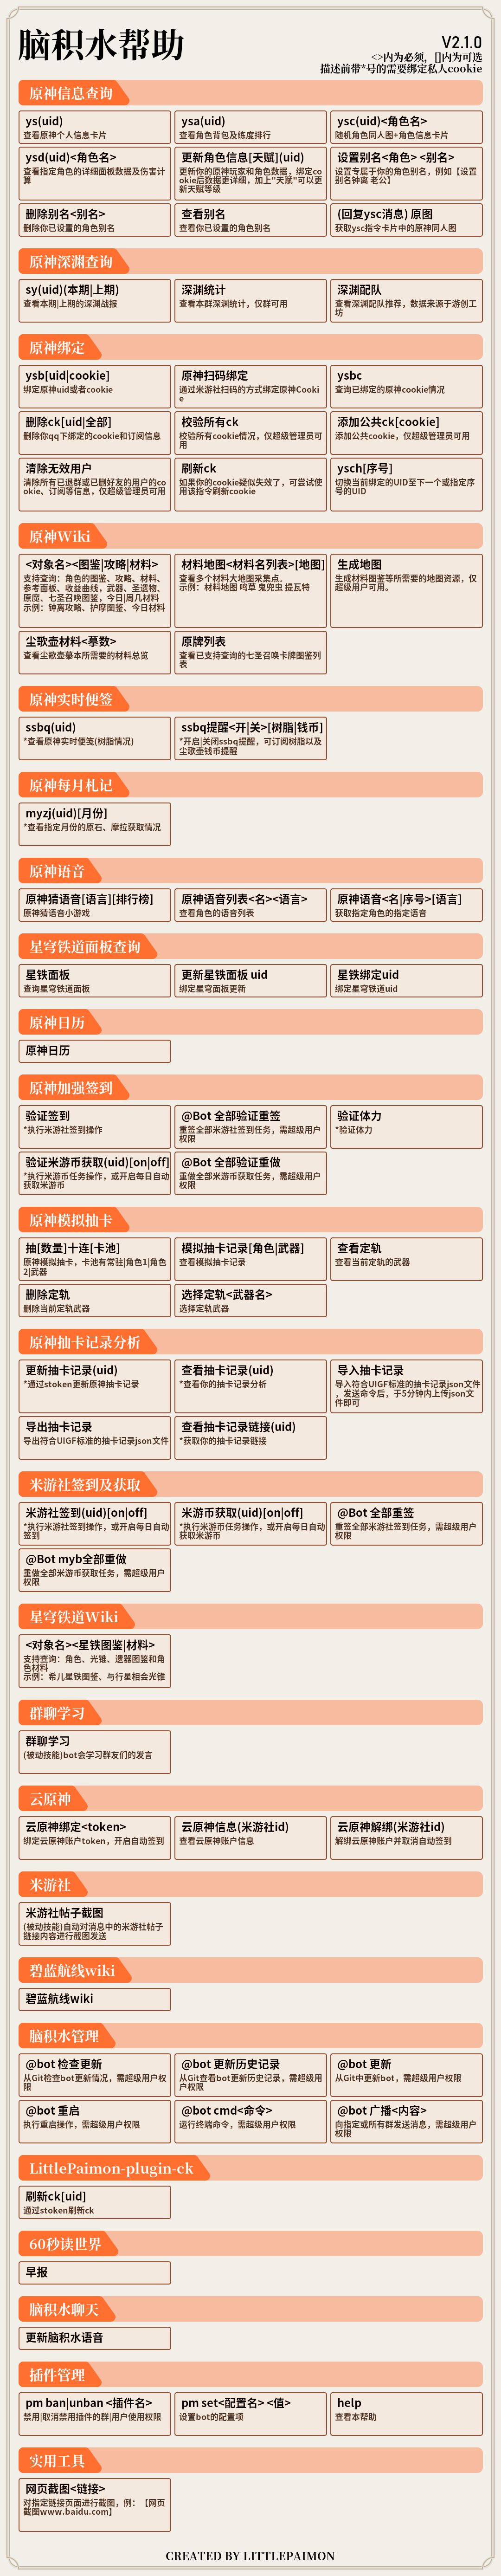 脑积水帮助
V2.1.0
<>内为必须，[]内为可选
描述前带*号的需要绑定私人cookie
原神信息查询
ys(uid)
查看原神个人信息卡片
ysa(uid)
查看角色背包及练度排行
ysc(uid)<角色名>
随机角色同人图+角色信息卡片
ysd(uid)<角色名>
查看指定角色的详细面板数据及伤害计
算
更新角色信息[天赋](uid)
更新你的原神玩家和角色数据，绑定co
okie后数据更详细，加上"天赋"可以更
新天赋等级
设置别名<角色> <别名>
设置专属于你的角色别名，例如【设置
别名钟离 老公】
删除别名<别名>
删除你已设置的角色别名
查看别名
查看你已设置的角色别名
(回复ysc消息) 原图
获取ysc指令卡片中的原神同人图
原神深渊查询
sy(uid)(本期|上期)
查看本期|上期的深渊战报
深渊统计
查看本群深渊统计，仅群可用
深渊配队
查看深渊配队推荐，数据来源于游创工
坊
原神绑定
ysb[uid|cookie]
绑定原神uid或者cookie
原神扫码绑定
通过米游社扫码的方式绑定原神Cooki
e
ysbc
查询已绑定的原神cookie情况
删除ck[uid|全部]
删除你qq下绑定的cookie和订阅信息
校验所有ck
校验所有cookie情况，仅超级管理员可
用
添加公共ck[cookie]
添加公共cookie，仅超级管理员可用
清除无效用户
清除所有已退群或已删好友的用户的co
okie、订阅等信息，仅超级管理员可用
刷新ck
如果你的cookie疑似失效了，可尝试使
用该指令刷新cookie
ysch[序号]
切换当前绑定的UID至下一个或指定序
号的UID
原神Wiki
<对象名><图鉴|攻略|材料>
支持查询：角色的图鉴、攻略、材料、
参考面板、收益曲线，武器、圣遗物、
原魔、七圣召唤图鉴，今日|周几材料
示例：钟离攻略、护摩图鉴、今日材料
材料地图<材料名列表>[地图]
查看多个材料大地图采集点。
示例：材料地图 鸣草 鬼兜虫 提瓦特
生成地图
生成材料图鉴等所需要的地图资源，仅
超级用户可用。
尘歌壶材料<摹数>
查看尘歌壶摹本所需要的材料总览
原牌列表
查看已支持查询的七圣召唤卡牌图鉴列
表
原神实时便签
ssbq(uid)
*查看原神实时便笺(树脂情况)
ssbq提醒<开|关>[树脂|钱币]
*开启|关闭ssbq提醒，可订阅树脂以及
尘歌壶钱币提醒
原神每月札记
myzj(uid)[月份]
*查看指定月份的原石、摩拉获取情况
原神语音
原神猜语音[语言][排行榜]
原神猜语音小游戏
原神语音列表<名><语言>
查看角色的语音列表
原神语音<名|序号>[语言]
获取指定角色的指定语音
星穹铁道面板查询
星铁面板
查询星穹铁道面板
更新星铁面板 uid
绑定星穹面板更新
星铁绑定uid
绑定星穹铁道uid
原神日历
原神日历
原神加强签到
验证签到
*执行米游社签到操作
@Bot 全部验证重签
重签全部米游社签到任务，需超级用户
权限
验证体力
*验证体力
验证米游币获取(uid)[on|off]
*执行米游币任务操作，或开启每日自动
获取米游币
@Bot 全部验证重做
重做全部米游币获取任务，需超级用户
权限
原神模拟抽卡
抽[数量]十连[卡池]
原神模拟抽卡，卡池有常驻|角色1|角色
2|武器
模拟抽卡记录[角色|武器]
查看模拟抽卡记录
查看定轨
查看当前定轨的武器
删除定轨
删除当前定轨武器
选择定轨<武器名>
选择定轨武器
原神抽卡记录分析
更新抽卡记录(uid)
*通过stoken更新原神抽卡记录
查看抽卡记录(uid)
*查看你的抽卡记录分析
导入抽卡记录
导入符合UIGF标准的抽卡记录json文件
，发送命令后，于5分钟内上传json文
件即可
导出抽卡记录
导出符合UIGF标准的抽卡记录json文件
查看抽卡记录链接(uid)
*获取你的抽卡记录链接
米游社签到及获取
米游社签到(uid)[on|off]
*执行米游社签到操作，或开启每日自动
签到
米游币获取(uid)[on|off]
*执行米游币任务操作，或开启每日自动
获取米游币
@Bot 全部重签
重签全部米游社签到任务，需超级用户
权限
@Bot myb全部重做
重做全部米游币获取任务，需超级用户
权限
星穹铁道Wiki
<对象名><星铁图鉴|材料>
支持查询：角色、光锥、遗器图鉴和角
色材料
示例：希儿星铁图鉴、与行星相会光锥
群聊学习
群聊学习
(被动技能)bot会学习群友们的发言
云原神
云原神绑定<token>
绑定云原神账户token，开启自动签到
云原神信息(米游社id)
查看云原神账户信息
云原神解绑(米游社id)
解绑云原神账户并取消自动签到
米游社
米游社帖子截图
(被动技能)自动对消息中的米游社帖子
链接内容进行截图发送
碧蓝航线wiki
碧蓝航线wiki
脑积水管理
@bot 检查更新
从Git检查bot更新情况，需超级用户权
限
@bot 更新历史记录
从Git查看bot更新历史记录，需超级用
户权限
@bot 更新
从Git中更新bot，需超级用户权限
@bot 重启
执行重启操作，需超级用户权限
@bot cmd<命令>
运行终端命令，需超级用户权限
@bot 广播<内容>
向指定或所有群发送消息，需超级用户
权限
LittlePaimon-plugin-ck
刷新ck[uid]
通过stoken刷新ck
60秒读世界
早报
脑积水聊天
更新脑积水语音
插件管理
pm ban|unban <插件名>
禁用|取消禁用插件的群|用户使用权限
pm set<配置名> <值>
设置bot的配置项
help
查看本帮助
实用工具
网页截图<链接>
对指定链接页面进行截图，例：【网页
截图www.baidu.com】
CREATED BY LITTLEPAIMON